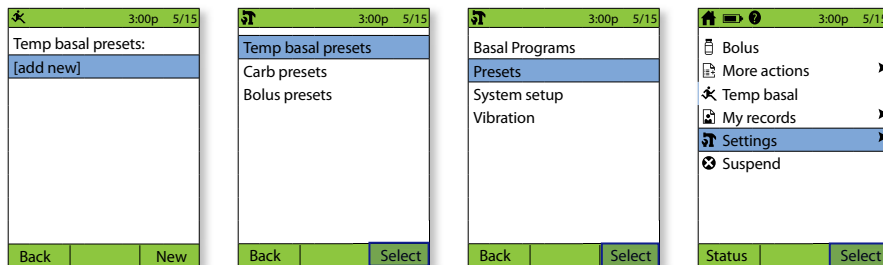 3:00p 5/15
Temp basal presets:
[add new]
Back New
3:00p 5/15
Temp basal presets
Carb presets
Bolus presets
Back Select
3:00p 5/15
Basal Programs
Presets
System setup
Vibration
Back Select
3:00p 5/15
Bolus
More actions
Temp basal
My records
Settings
Suspend
Status Select